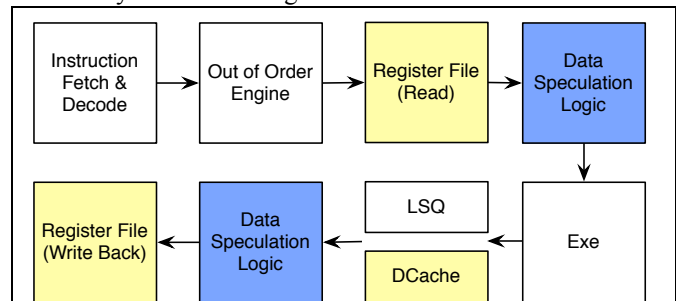 Instruction
Fetch &
Decode
Out of Order
Engine
Register File
(Read)
Data
Speculation
Logic
Register File
(Write Back)
Data
Speculation
Logic
LSQ
DCache
Exe